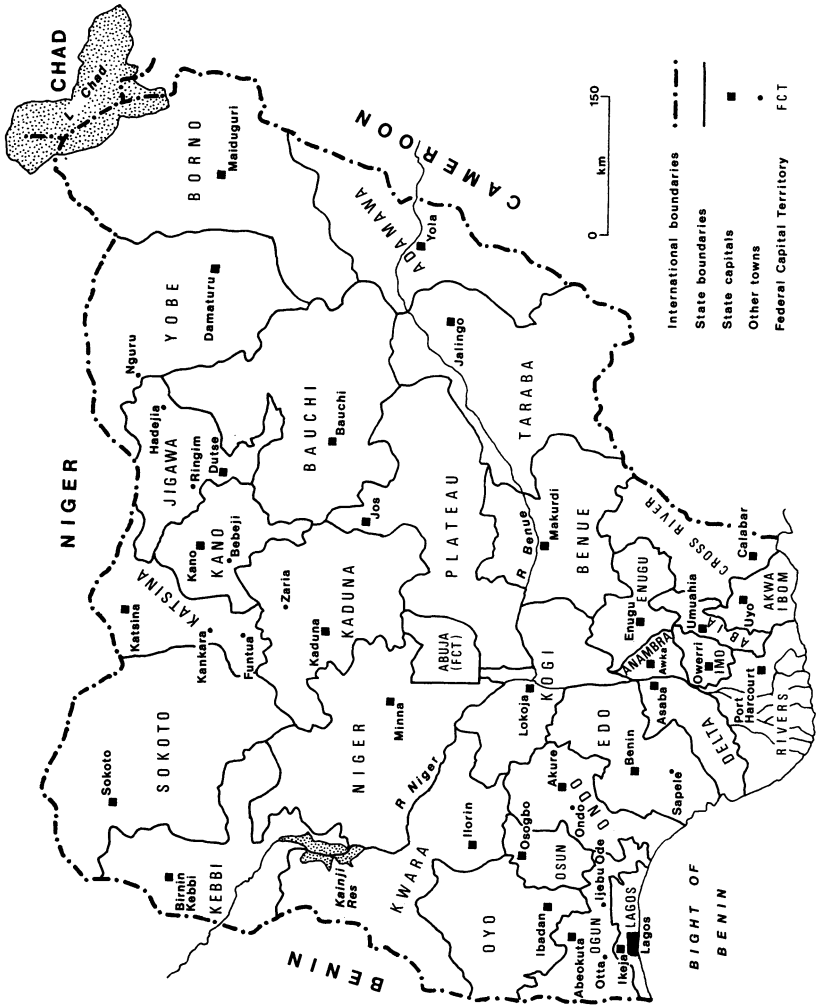 CHAD
L Chad
NIGER
CAMEROON
BENIN
BIGHT OF
BENIN
BORNO
Maiduguri
YOBE
Damaturu
Nguru
ADAMAWA
Yola
JIGAWA
Hadejia
Ringim
Dutse
BAUCHI
Bauchi
KANO
Kano
Bebeji
KATSINA
Katsina
Kankara
Funtua
SOKOTO
Sokoto
KEBBI
Birnin
Kebbi
KADUNA
Zaria
Kaduna
Jos
PLATEAU
TARABA
Jalingo
NIGER
Minna
R Niger
Kainji
Res
ABUJA
(FCT)
R Benue
BENUE
Makurdi
KOGI
Lokoja
KWARA
Ilorin
OYO
Ibadan
OSUN
Osogbo
ONDO
Akure
Ondo
EDO
Benin
OGUN
Abeokuta
Otta
Ijebu Ode
LAGOS
Ikeja
Lagos
DELTA
Asaba
Sapele
ANAMBRA
Awka
ENUGU
Enugu
IMO
Owerri
ABIA
Umuahia
CROSS RIVER
Calabar
AKWA
IBOM
Uyo
RIVERS
Port
Harcourt
0 km 150
International boundaries
State boundaries
State capitals
Other towns
Federal Capital Territory FCT